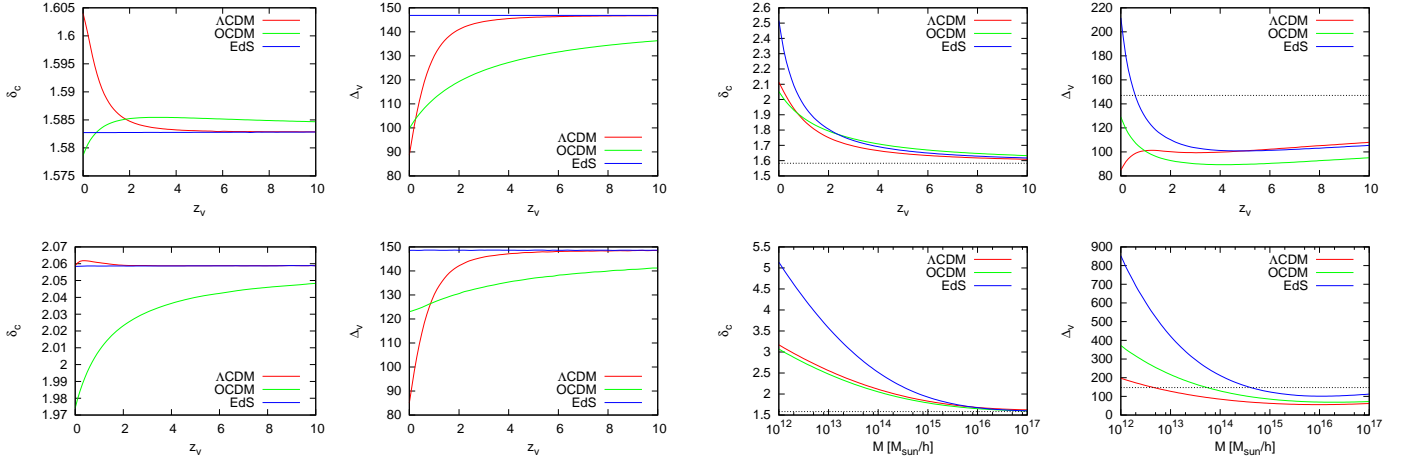 1.605
1.6
1.595
1.59
1.585
1.58
1.575
0 2 4 6 8 10
δc
zv
ΛCDM
OCDM
EdS
150
140
130
120
110
100
90
80
0 2 4 6 8 10
Δv
zv
ΛCDM
OCDM
EdS
2.6
2.5
2.4
2.3
2.2
2.1
2
1.9
1.8
1.7
1.6
1.5
0 2 4 6 8 10
δc
zv
ΛCDM
OCDM
EdS
220
200
180
160
140
120
100
80
0 2 4 6 8 10
Δv
zv
ΛCDM
OCDM
EdS
2.07
2.06
2.05
2.04
2.03
2.02
2.01
2
1.99
1.98
1.97
0 2 4 6 8 10
δc
zv
ΛCDM
OCDM
EdS
150
140
130
120
110
100
90
80
0 2 4 6 8 10
Δv
zv
ΛCDM
OCDM
EdS
5.5
5
4.5
4
3.5
3
2.5
2
1.5
10^12 10^13 10^14 10^15 10^16 10^17
δc
M [Msun/h]
ΛCDM
OCDM
EdS
900
800
700
600
500
400
300
200
100
0
10^12 10^13 10^14 10^15 10^16 10^17
Δv
M [Msun/h]
ΛCDM
OCDM
EdS